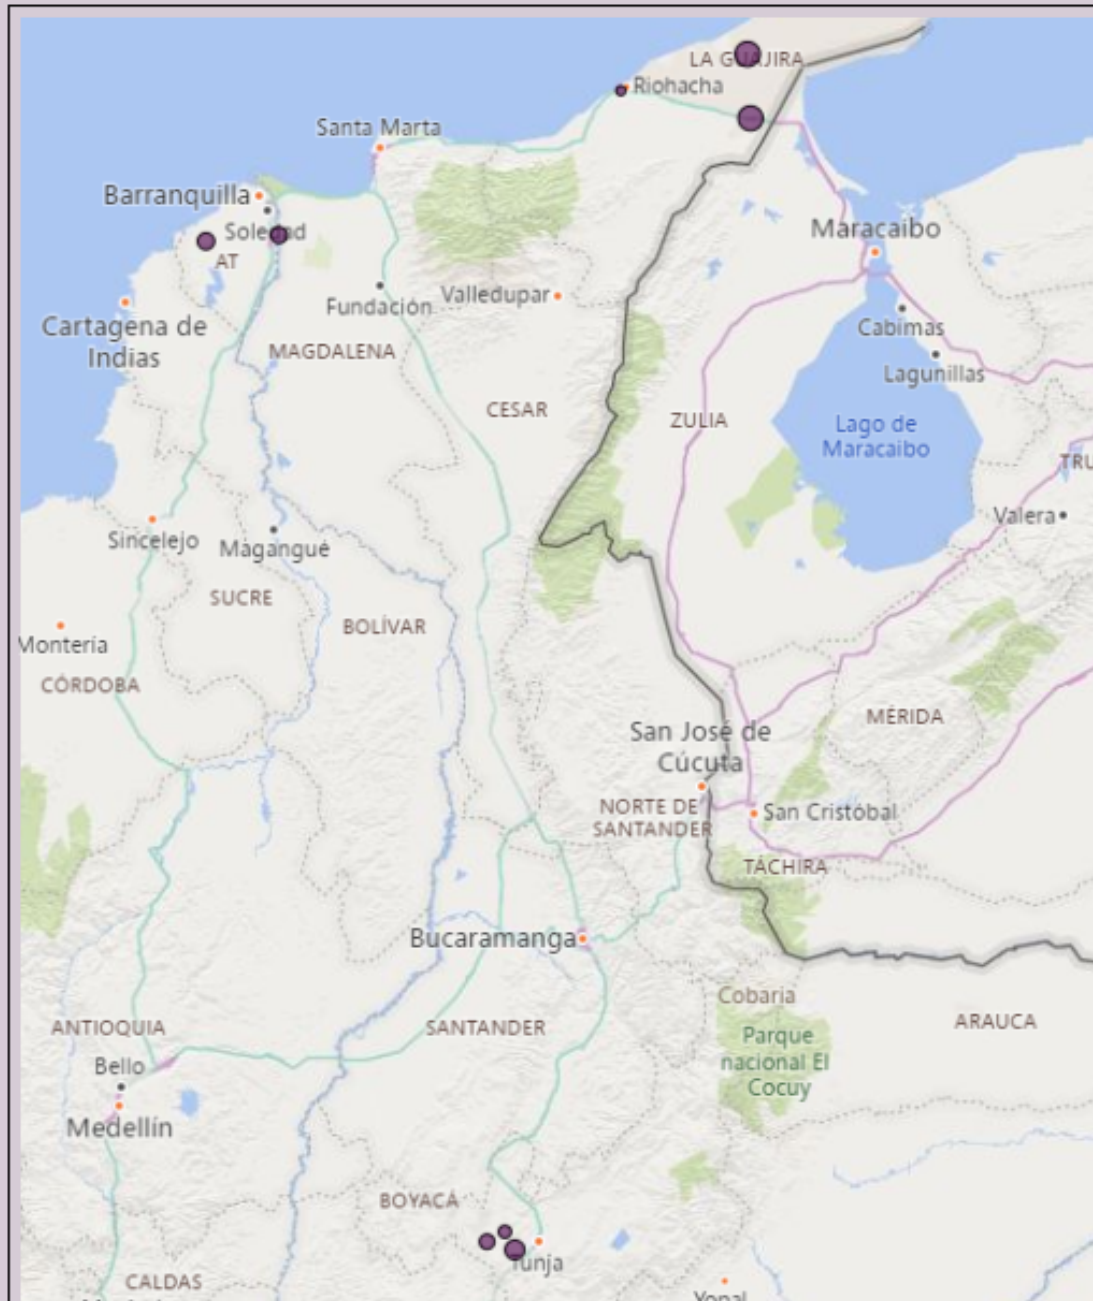 LA GUAJIRA
Riohacha
Santa Marta
Barranquilla
Soledad
AT
Maracaibo
Fundación
Valledupar
Cartagena de
Indias
Cabimas
MAGDALENA
Lagunillas
CESAR
ZULIA
Lago de
Maracaibo
TRU
Valera
Sincelejo
Magangué
SUCRE
BOLÍVAR
Montería
CÓRDOBA
MÉRIDA
San José de
Cúcuta
NORTE DE
SANTANDER
San Cristóbal
TÁCHIRA
Bucaramanga
Cobaria
ANTIOQUIA
SANTANDER
ARAUCA
Parque
nacional El
Cocuy
Bello
Medellín
BOYACÁ
Tunja
CALDAS
Yopal